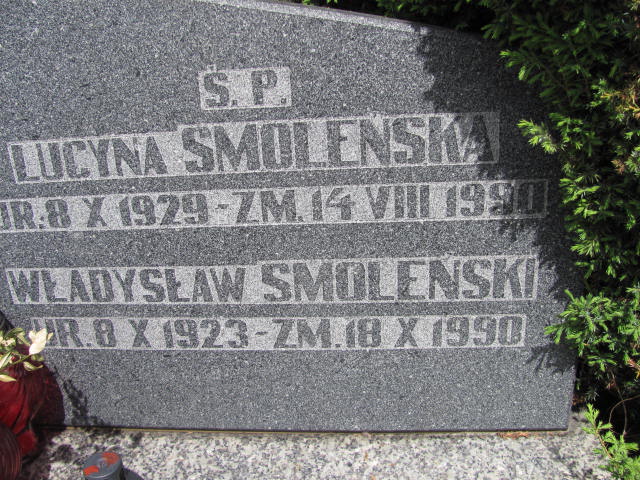 Ś. P.
LUCYNA SMOLEŃSKA
UR. 8 X 1929 - ZM. 14 VIII 1990
WŁADYSŁAW SMOLEŃSKI
UR. 8 X 1923 - ZM. 18 X 1990